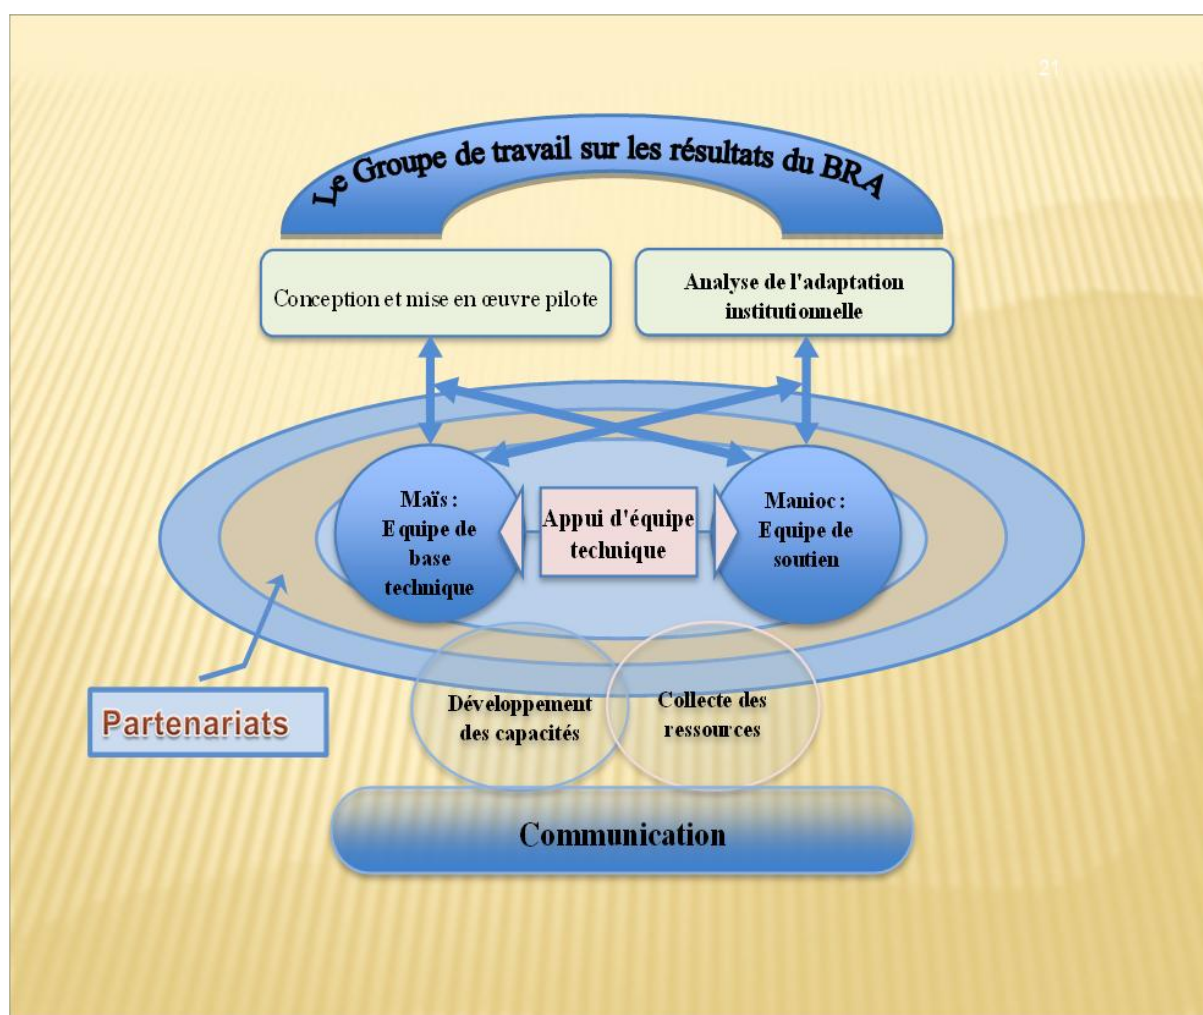 21
Le Groupe de travail sur les résultats du BRA
Conception et mise en œuvre pilote
Analyse de l'adaptation
institutionnelle
Maïs :
Equipe de
base
technique
Appui d'équipe
technique
Manioc :
Equipe de
soutien
Partenariats
Développement
des capacités
Collecte des
ressources
Communication